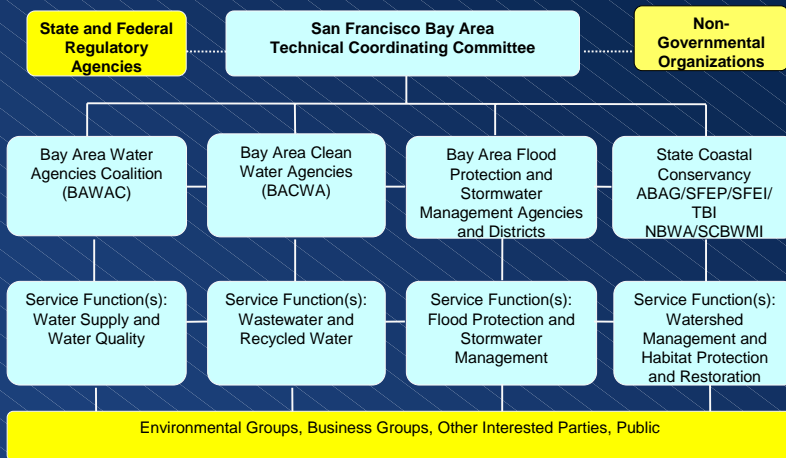 State and Federal
Regulatory
Agencies
San Francisco Bay Area
Technical Coordinating Committee
Non-
Governmental
Organizations
Bay Area Water
Agencies Coalition
(BAWAC)
Bay Area Clean
Water Agencies
(BACWA)
Bay Area Flood
Protection and
Stormwater
Management Agencies
and Districts
State Coastal
Conservancy
ABAG/SFEP/SFEI/
TBI
NBWA/SCBWMI
Service Function(s):
Water Supply and
Water Quality
Service Function(s):
Wastewater and
Recycled Water
Service Function(s):
Flood Protection and
Stormwater
Management
Service Function(s):
Watershed
Management and
Habitat Protection
and Restoration
Environmental Groups, Business Groups, Other Interested Parties, Public